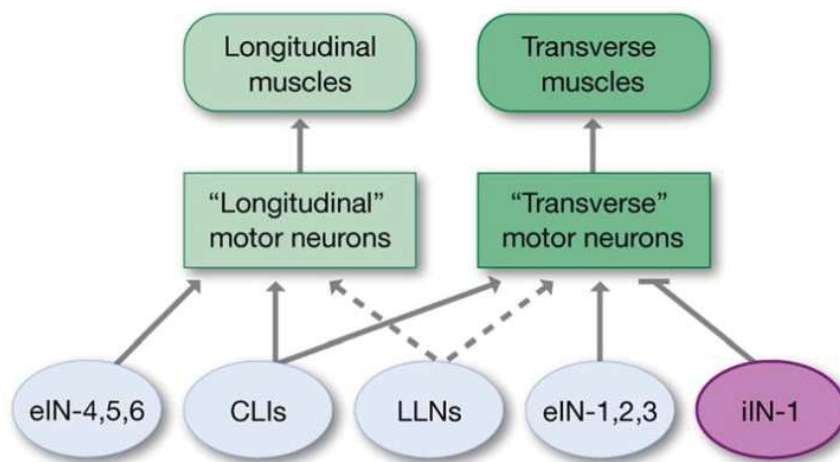 Longitudinal
muscles
Transverse
muscles
“Longitudinal”
motor neurons
“Transverse”
motor neurons
eIN-4,5,6
CLIs
LLNs
eIN-1,2,3
iIN-1